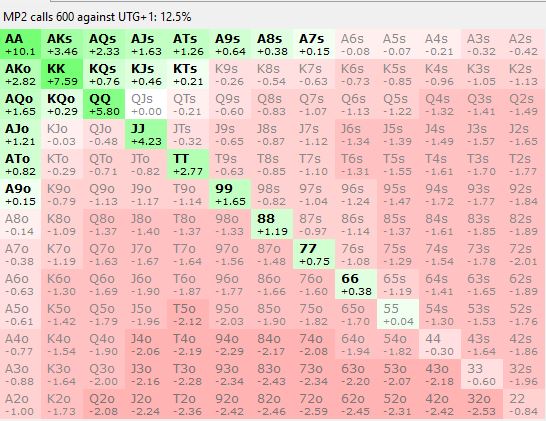 MP2 calls 600 against UTG+1: 12.5%
AA AKs AQs AJs ATs A9s A8s A7s A6s A5s A4s A3s A2s
+10.1 +3.46 +2.33 +1.63 +1.26 +0.64 +0.38 +0.15 -0.08 -0.07 -0.21 -0.32 -0.42
AKo KK KQs KJs KTs K9s K8s K7s K6s K5s K4s K3s K2s
+2.82 +7.59 +0.76 +0.46 +0.21 -0.26 -0.54 -0.63 -0.73 -0.85 -0.96 -1.05 -1.13
AQo KQo QQ QJs QTs Q9s Q8s Q7s Q6s Q5s Q4s Q3s Q2s
+1.65 +0.29 +5.80 +0.00 -0.21 -0.60 -0.83 -1.07 -1.13 -1.22 -1.32 -1.41 -1.49
AJo KJo QJo JJ JTs J9s J8s J7s J6s J5s J4s J3s J2s
+1.21 -0.03 -0.48 +4.23 -0.32 -0.65 -0.87 -1.12 -1.34 -1.39 -1.49 -1.57 -1.65
ATo KTo QTo JTo TT T9s T8s T7s T6s T5s T4s T3s T2s
+0.82 -0.29 -0.71 -0.82 +2.77 -0.63 -0.85 -1.10 -1.31 -1.55 -1.61 -1.70 -1.77
A9o K9o Q9o J9o T9o 99 98s 97s 96s 95s 94s 93s 92s
+0.15 -0.79 -1.13 -1.17 -1.14 +1.65 -0.82 -1.04 -1.24 -1.47 -1.72 -1.77 -1.84
A8o K8o Q8o J8o T8o 98o 88 87s 86s 85s 84s 83s 82s
-0.14 -1.09 -1.37 -1.40 -1.37 -1.33 +1.19 -0.97 -1.14 -1.37 -1.61 -1.85 -1.89
A7o K7o Q7o J7o T7o 97o 87o 77 76s 75s 74s 73s 72s
-0.38 -1.19 -1.63 -1.67 -1.64 -1.56 -1.48 +0.75 -1.08 -1.29 -1.54 -1.78 -2.01
A6o K6o Q6o J6o T6o 96o 86o 76o 66 65s 64s 63s 62s
-0.63 -1.30 -1.69 -1.90 -1.87 -1.77 -1.66 -1.60 +0.38 -1.19 -1.41 -1.65 -1.89
A5o K5o Q5o J5o T5o 95o 85o 75o 65o 55 54s 53s 52s
-0.61 -1.42 -1.79 -1.96 -2.12 -2.03 -1.90 -1.82 -1.70 +0.04 -1.30 -1.53 -1.76
A4o K4o Q4o J4o T4o 94o 84o 74o 64o 54o 44 43s 42s
-0.77 -1.54 -1.90 -2.06 -2.19 -2.29 -2.17 -2.08 -1.94 -1.82 -0.30 -1.64 -1.86
A3o K3o Q3o J3o T3o 93o 83o 73o 63o 53o 43o 33 32s
-0.88 -1.64 -2.00 -2.16 -2.28 -2.34 -2.43 -2.34 -2.20 -2.07 -2.18 -0.60 -1.96
A2o K2o Q2o J2o T2o 92o 82o 72o 62o 52o 42o 32o 22
-1.00 -1.73 -2.08 -2.24 -2.36 -2.42 -2.46 -2.59 -2.45 -2.31 -2.42 -2.53 -0.84